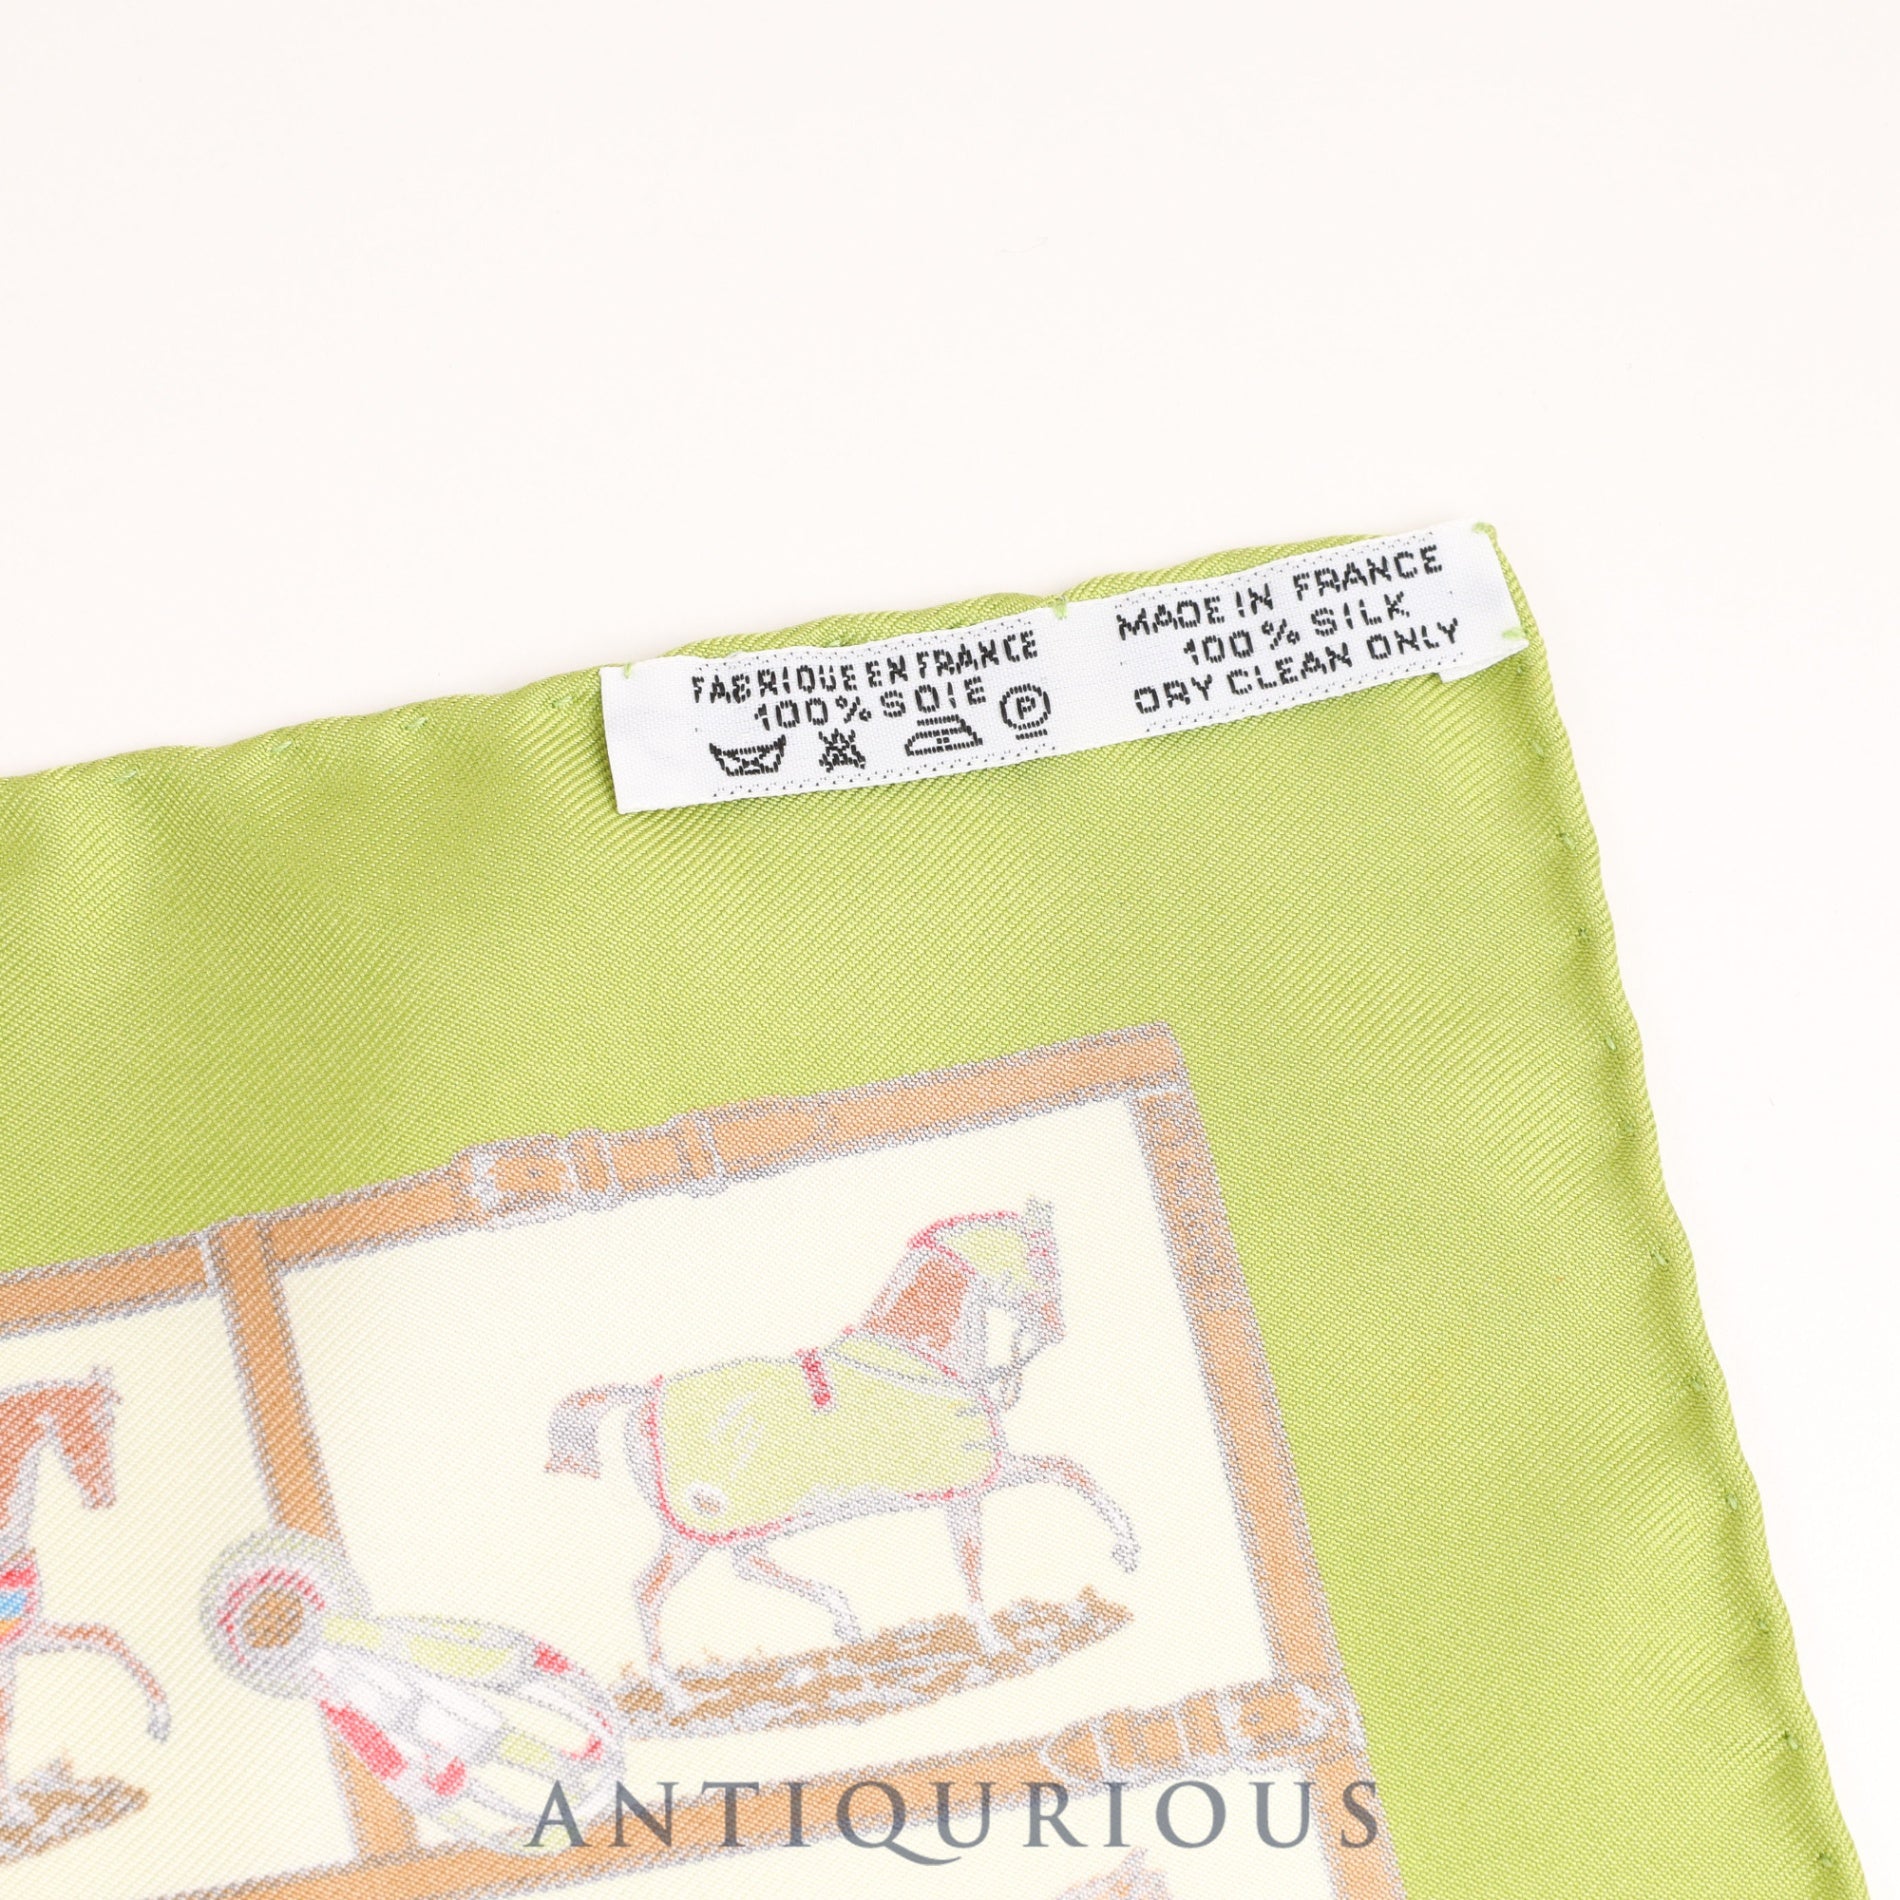 FABRIQUE EN FRANCE
100% SOIE
P
MADE IN FRANCE
100% SILK
DRY CLEAN ONLY
ANTIQURIOUS